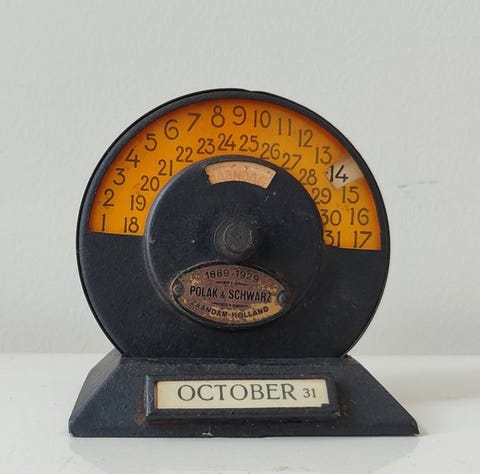 1 2 3 4 5 6 7 8 9 10 11 12 13 14 15 16 17
18 19 20 21 22 23 24 25 26 27 28 29 30 31
1889-1929
POLAK & SCHWARZ
ZAANDAM-HOLLAND
OCTOBER 31